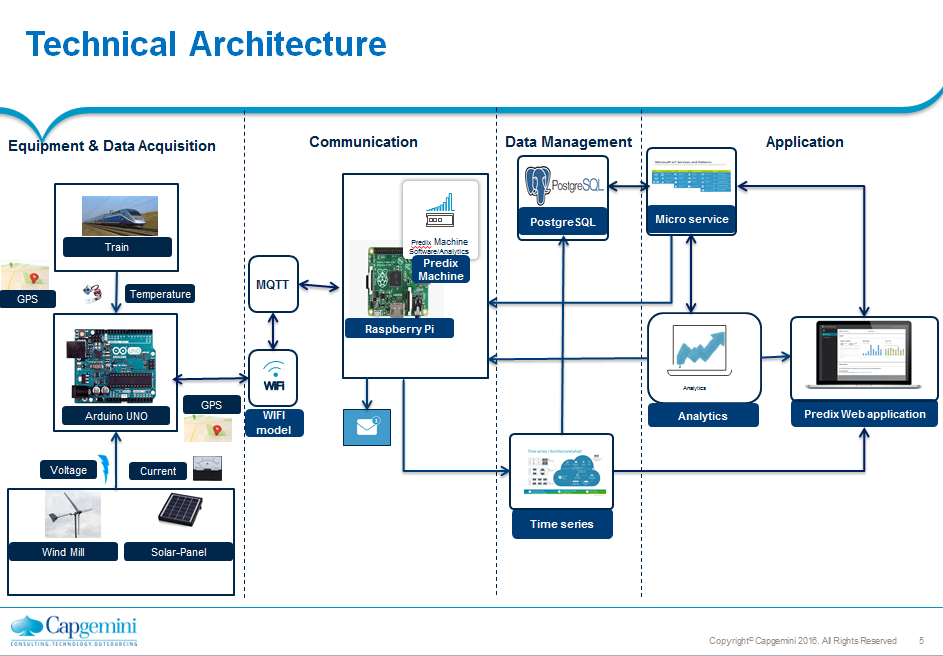 Technical Architecture
Equipment & Data Acquisition
Communication
Data Management
Application
Train
GPS
Temperature
Arduino UNO
GPS
Voltage
Current
Wind Mill
Solar-Panel
MQTT
WiFi
WIFI
model
Predix Machine
Software/Analytics
Predix
Machine
Raspberry Pi
PostgreSQL
PostgreSQL
Time series
Micro service
Analytics
Analytics
Predix Web application
Capgemini
CONSULTING.TECHNOLOGY.OUTSOURCING
Copyright© Capgemini 2016. All Rights Reserved
5